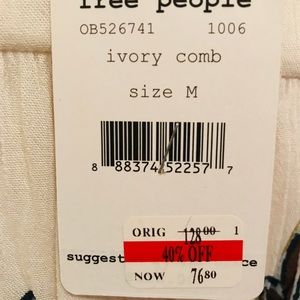 free people
OB526741 1006
ivory comb
size M
8 88374 52257 7
ORIG 128.00 1
40% OFF
NOW 76.80
suggest
ce